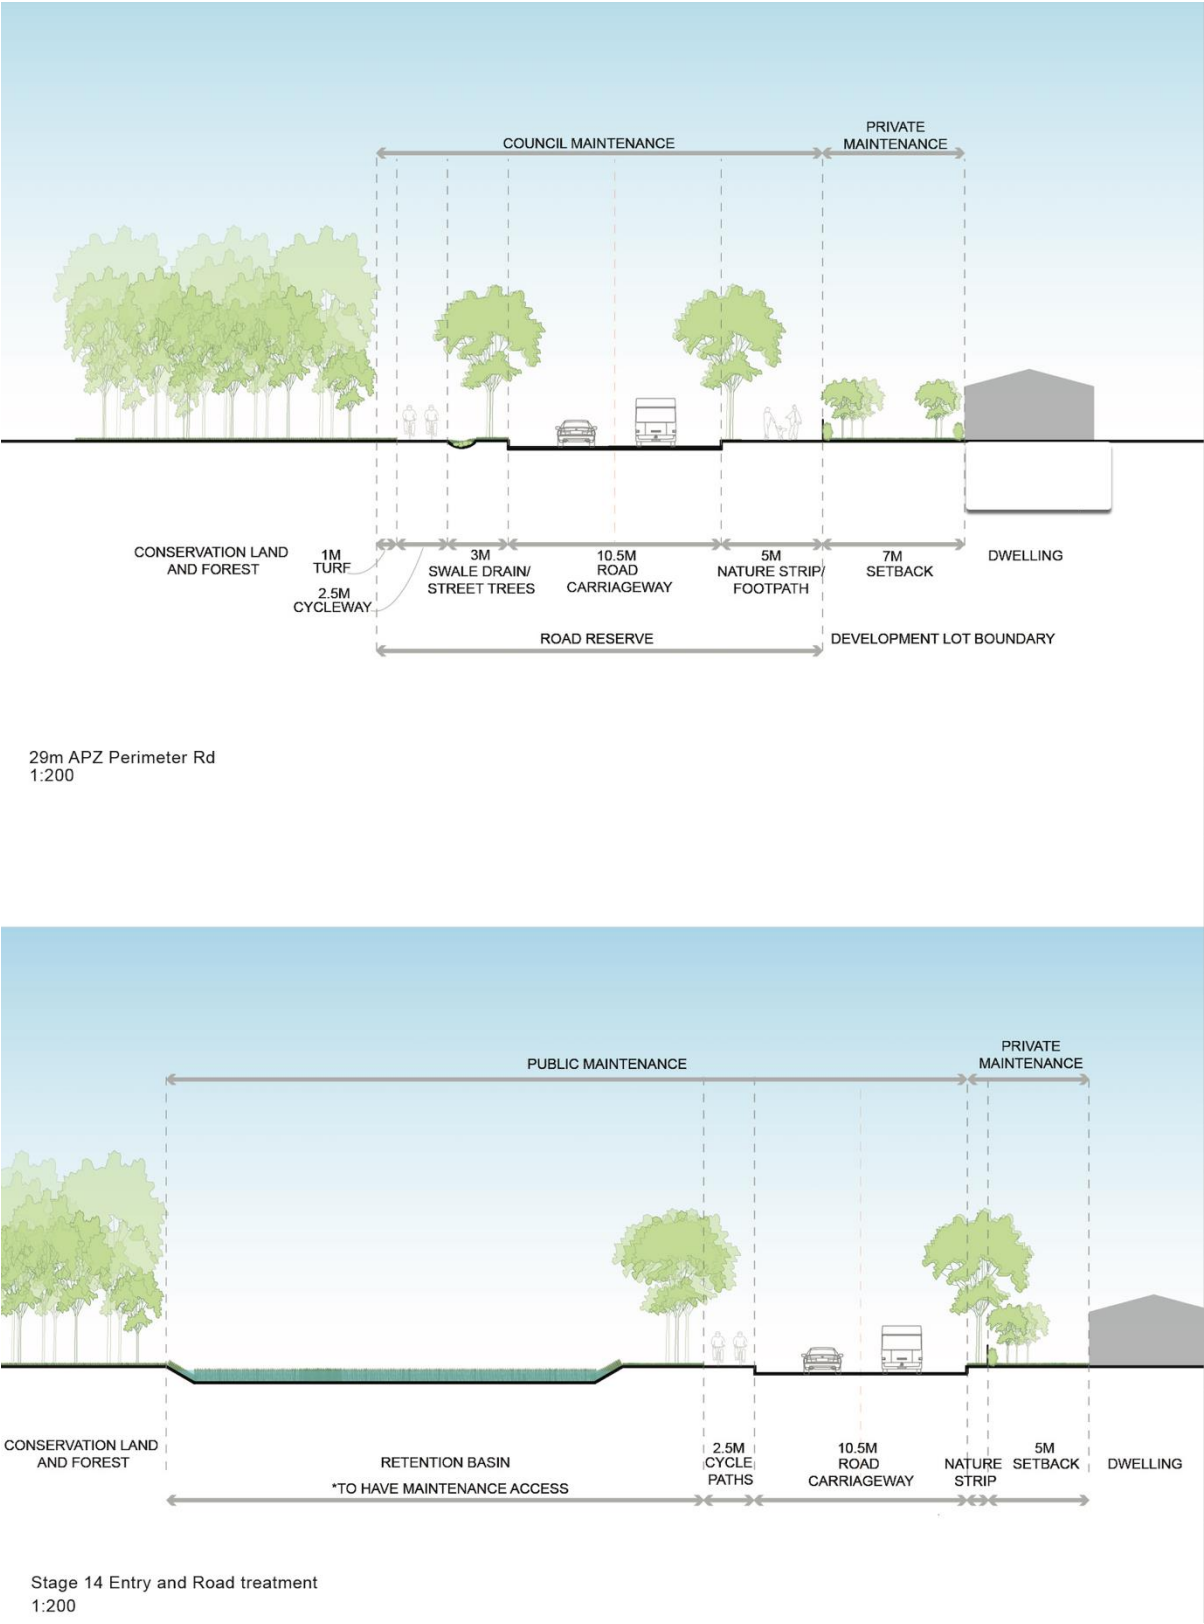 COUNCIL MAINTENANCE
PRIVATE
MAINTENANCE
CONSERVATION LAND
AND FOREST
1M
TURF
2.5M
CYCLEWAY
3M
SWALE DRAIN/
STREET TREES
10.5M
ROAD
CARRIAGEWAY
5M
NATURE STRIP/
FOOTPATH
7M
SETBACK
DWELLING
ROAD RESERVE
DEVELOPMENT LOT BOUNDARY
29m APZ Perimeter Rd
1:200
PUBLIC MAINTENANCE
PRIVATE
MAINTENANCE
CONSERVATION LAND
AND FOREST
RETENTION BASIN
*TO HAVE MAINTENANCE ACCESS
2.5M
CYCLE
PATHS
10.5M
ROAD
CARRIAGEWAY
NATURE
STRIP
5M
SETBACK
DWELLING
Stage 14 Entry and Road treatment
1:200